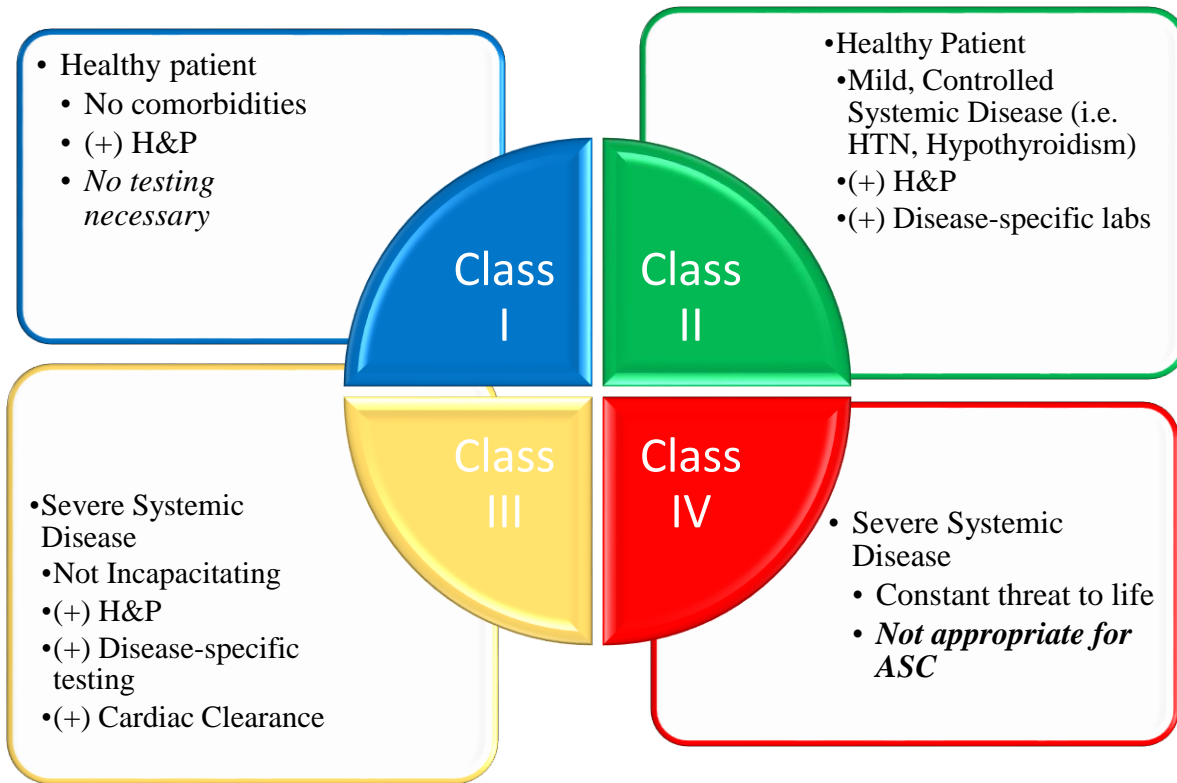 • Healthy patient
• No comorbidities
• (+) H&P
• No testing
necessary
•Healthy Patient
•Mild, Controlled
Systemic Disease (i.e.
HTN, Hypothyroidism)
•(+) H&P
•(+) Disease-specific labs
Class
I
Class
II
Class
III
Class
IV
•Severe Systemic
Disease
•Not Incapacitating
•(+) H&P
•(+) Disease-specific
testing
•(+) Cardiac Clearance
• Severe Systemic
Disease
• Constant threat to life
• Not appropriate for
ASC